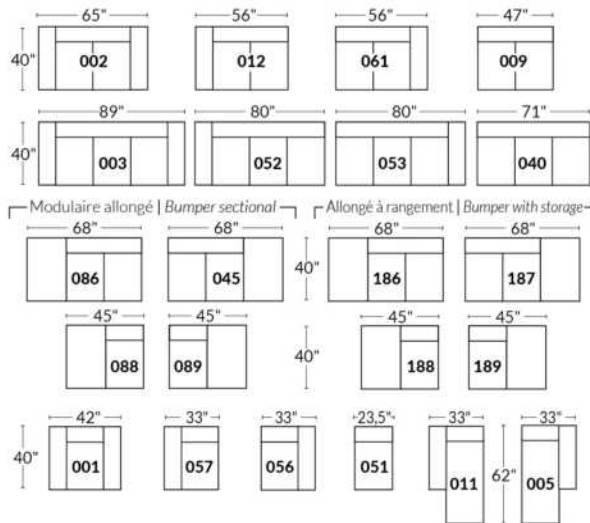 65" 56" 56" 47"
40" 002 012 061 009
89" 80" 80" 71"
40" 003 052 053 040
Modulaire allongé | Bumper sectional Allongé à rangement | Bumper with storage
68" 68" 68" 68"
086 045 40" 186 187
45" 45" 45" 45"
088 089 40" 188 189
42" 33" 33" 23,5" 33" 33"
40" 001 057 056 051 011 62" 005